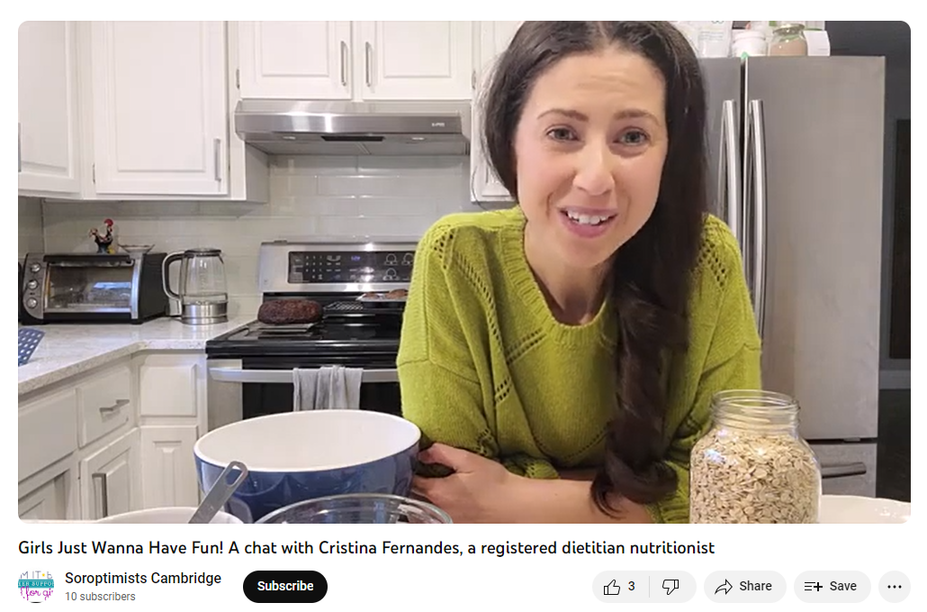 Girls Just Wanna Have Fun! A chat with Cristina Fernandes, a registered dietitian nutritionist
Soroptimists Cambridge
10 subscribers
Subscribe
3
Share
Save